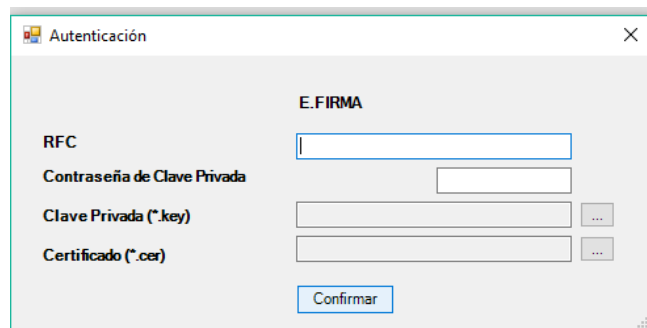 Autenticación
E.FIRMA
RFC
Contraseña de Clave Privada
Clave Privada (*.key)
...
Certificado (*.cer)
...
Confirmar